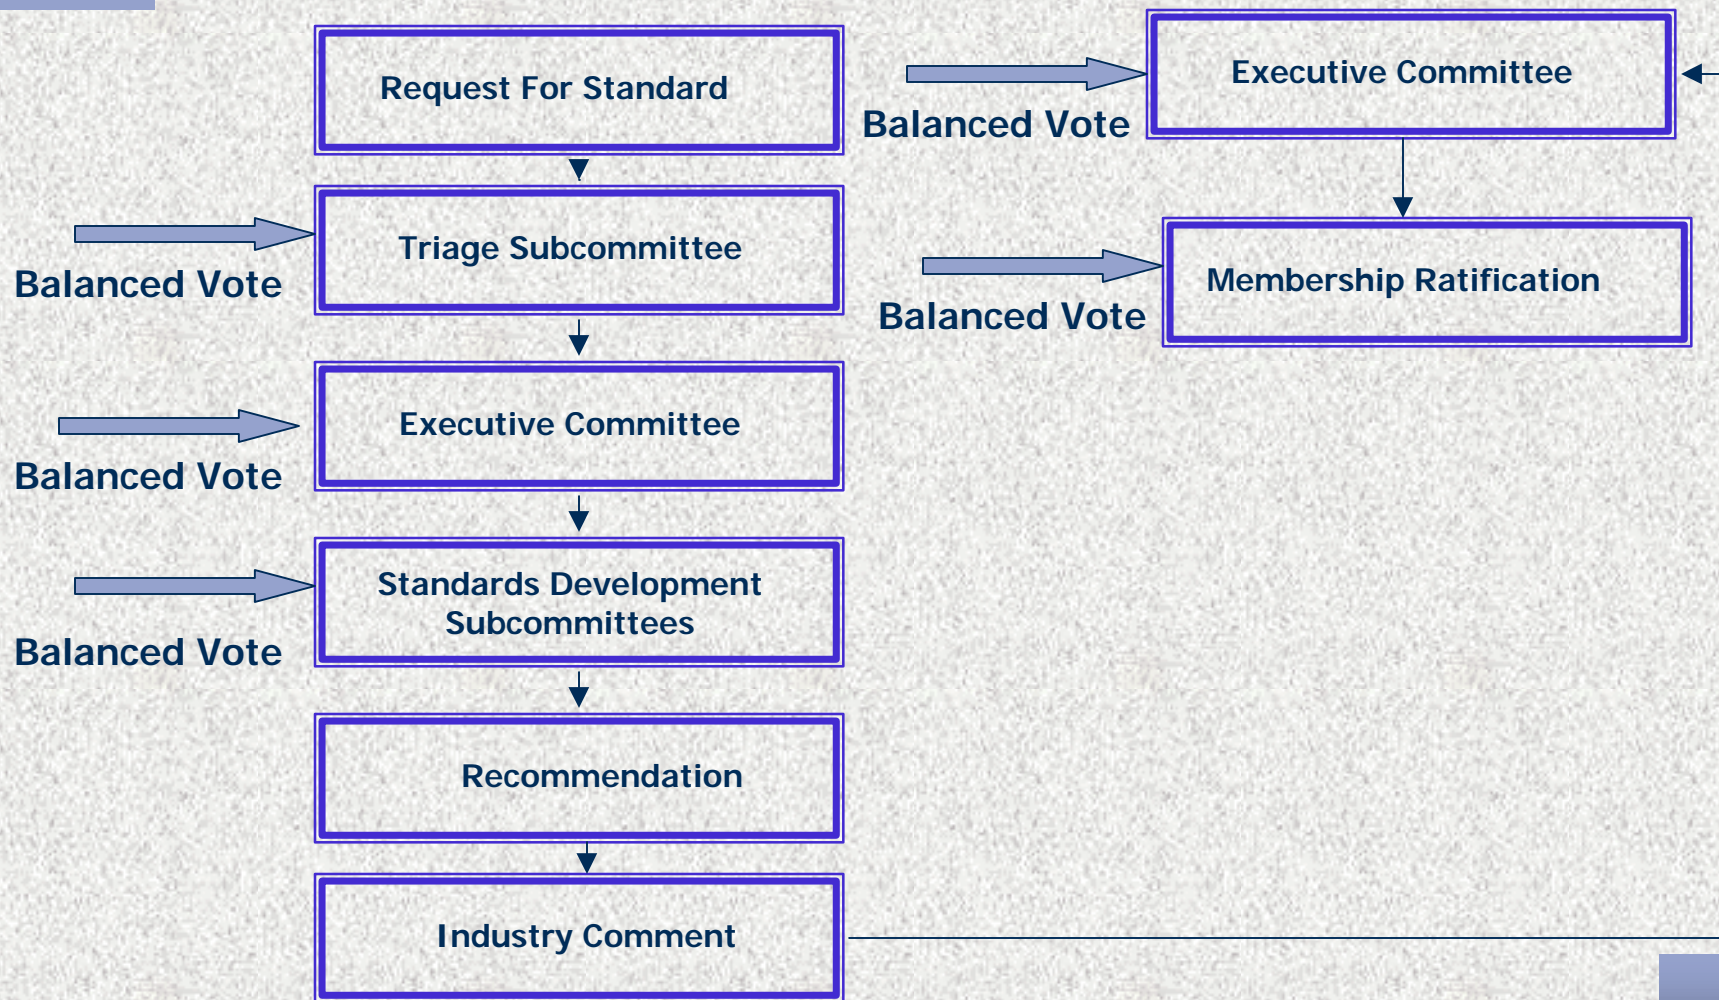 Request For Standard
Balanced Vote
Triage Subcommittee
Balanced Vote
Executive Committee
Balanced Vote
Standards Development
Subcommittees
Recommendation
Industry Comment
Balanced Vote
Executive Committee
Balanced Vote
Membership Ratification